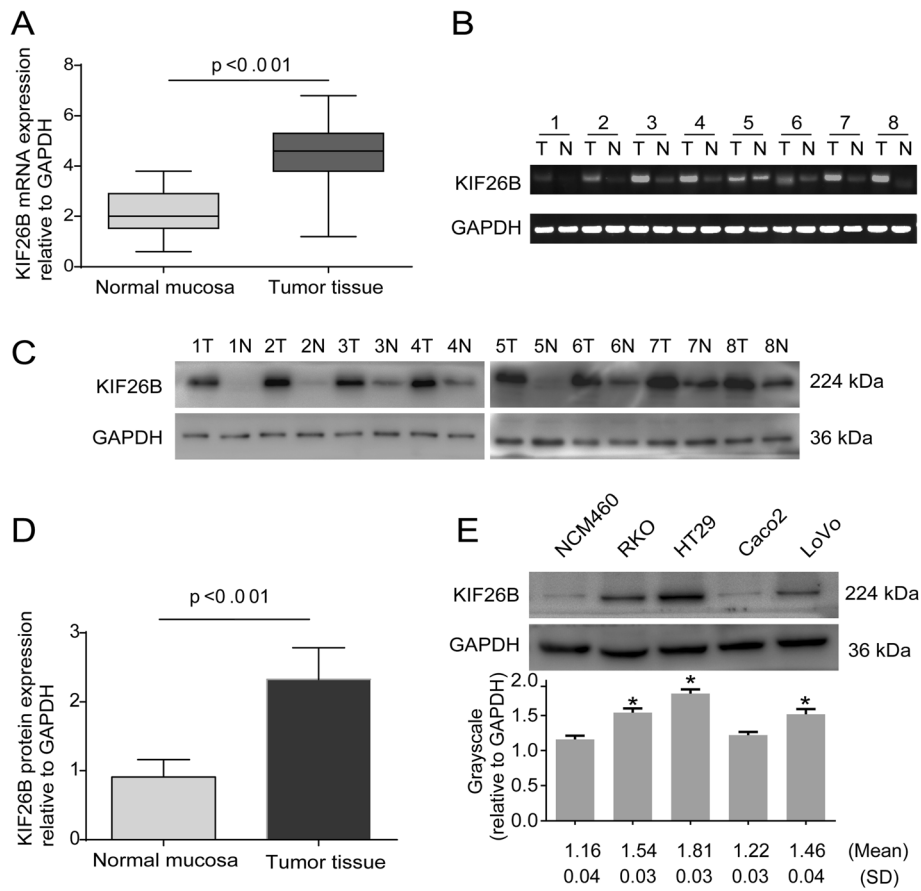 A
KIF26B mRNA expression
relative to GAPDH
8
6
4
2
0
p <0 .0 01
Normal mucosa Tumor tissue
B
1 2 3 4 5 6 7 8
T N T N T N T N T N T N T N T N
KIF26B
GAPDH
C
1T 1N 2T 2N 3T 3N 4T 4N 5T 5N 6T 6N 7T 7N 8T 8N
KIF26B 224 kDa
GAPDH 36 kDa
D
KIF26B protein expression
relative to GAPDH
3
2
1
0
p <0 .0 01
Normal mucosa Tumor tissue
E
NCM460 RKO HT29 Caco2 LoVo
KIF26B 224 kDa
GAPDH 36 kDa
Grayscale
(relative to GAPDH)
2.0
1.5
1.0
0.5
0.0
* * *
1.16 1.54 1.81 1.22 1.46 (Mean)
0.04 0.03 0.03 0.03 0.04 (SD)